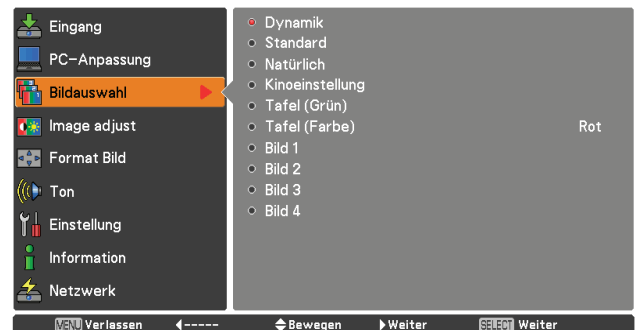 Eingang
PC-Anpassung
Bildauswahl
Image adjust
Format Bild
Ton
Einstellung
Information
Netzwerk
Dynamik
Standard
Natürlich
Kinoeinstellung
Tafel (Grün)
Tafel (Farbe) Rot
Bild 1
Bild 2
Bild 3
Bild 4
MENU Verlassen ----- Bewegen Weiter SELECT Weiter